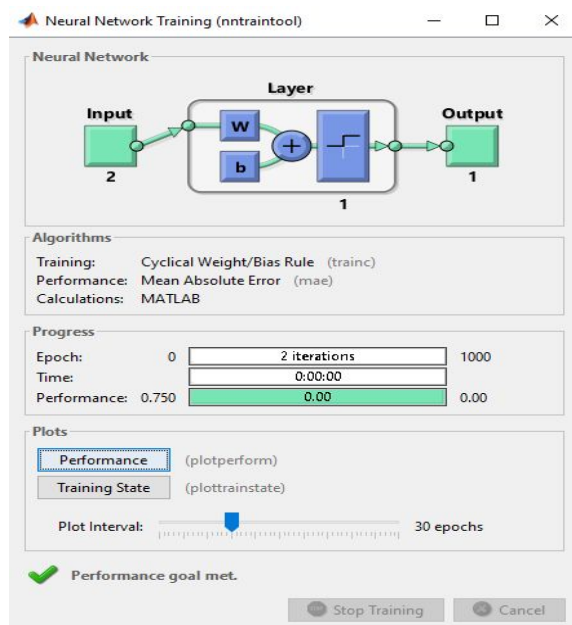 Neural Network Training (nntraintool)
Neural Network
Layer
Input
Output
W
b
+
2
1
1
Algorithms
Training: Cyclical Weight/Bias Rule (trainc)
Performance: Mean Absolute Error (mae)
Calculations: MATLAB
Progress
Epoch: 0 2 iterations 1000
Time: 0:00:00
Performance: 0.750 0.00 0.00
Plots
Performance (plotperform)
Training State (plottrainstate)
Plot Interval: 30 epochs
Performance goal met.
Stop Training Cancel